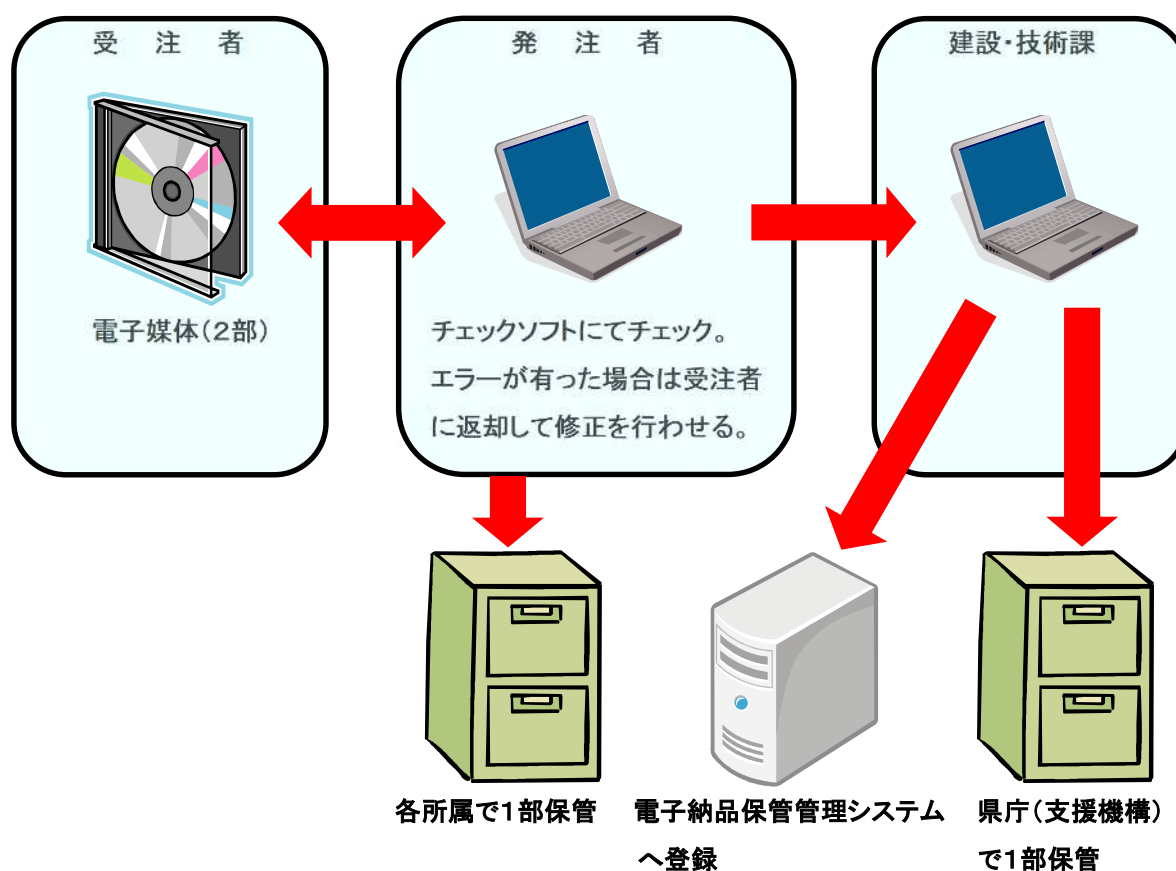 受　注　者
発　注　者
建設・技術課
電子媒体（２部）
チェックソフトにてチェック。
エラーが有った場合は受注者
に返却して修正を行わせる。
各所属で１部保管
電子納品保管管理システム
へ登録
県庁（支援機構）
で１部保管